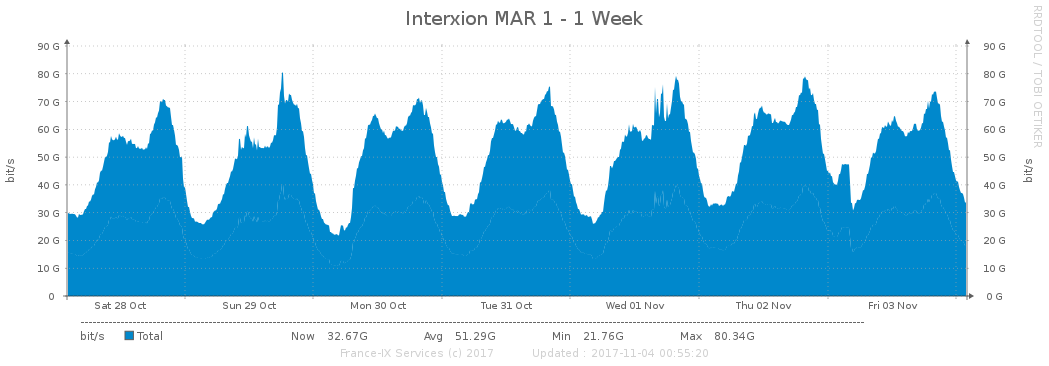 Interxion MAR 1 - 1 Week
RRDTOOL / TOBI OETIKER
90 G 90 G
80 G 80 G
70 G 70 G
60 G 60 G
50 G 50 G
40 G 40 G
30 G 30 G
20 G 20 G
10 G 10 G
0 0 G
bit/s
bit/s
Sat 28 Oct Sun 29 Oct Mon 30 Oct Tue 31 Oct Wed 01 Nov Thu 02 Nov Fri 03 Nov
bit/s Total Now 32.67G Avg 51.29G Min 21.76G Max 80.34G
France-IX Services (c) 2017 Updated : 2017-11-04 00:55:20